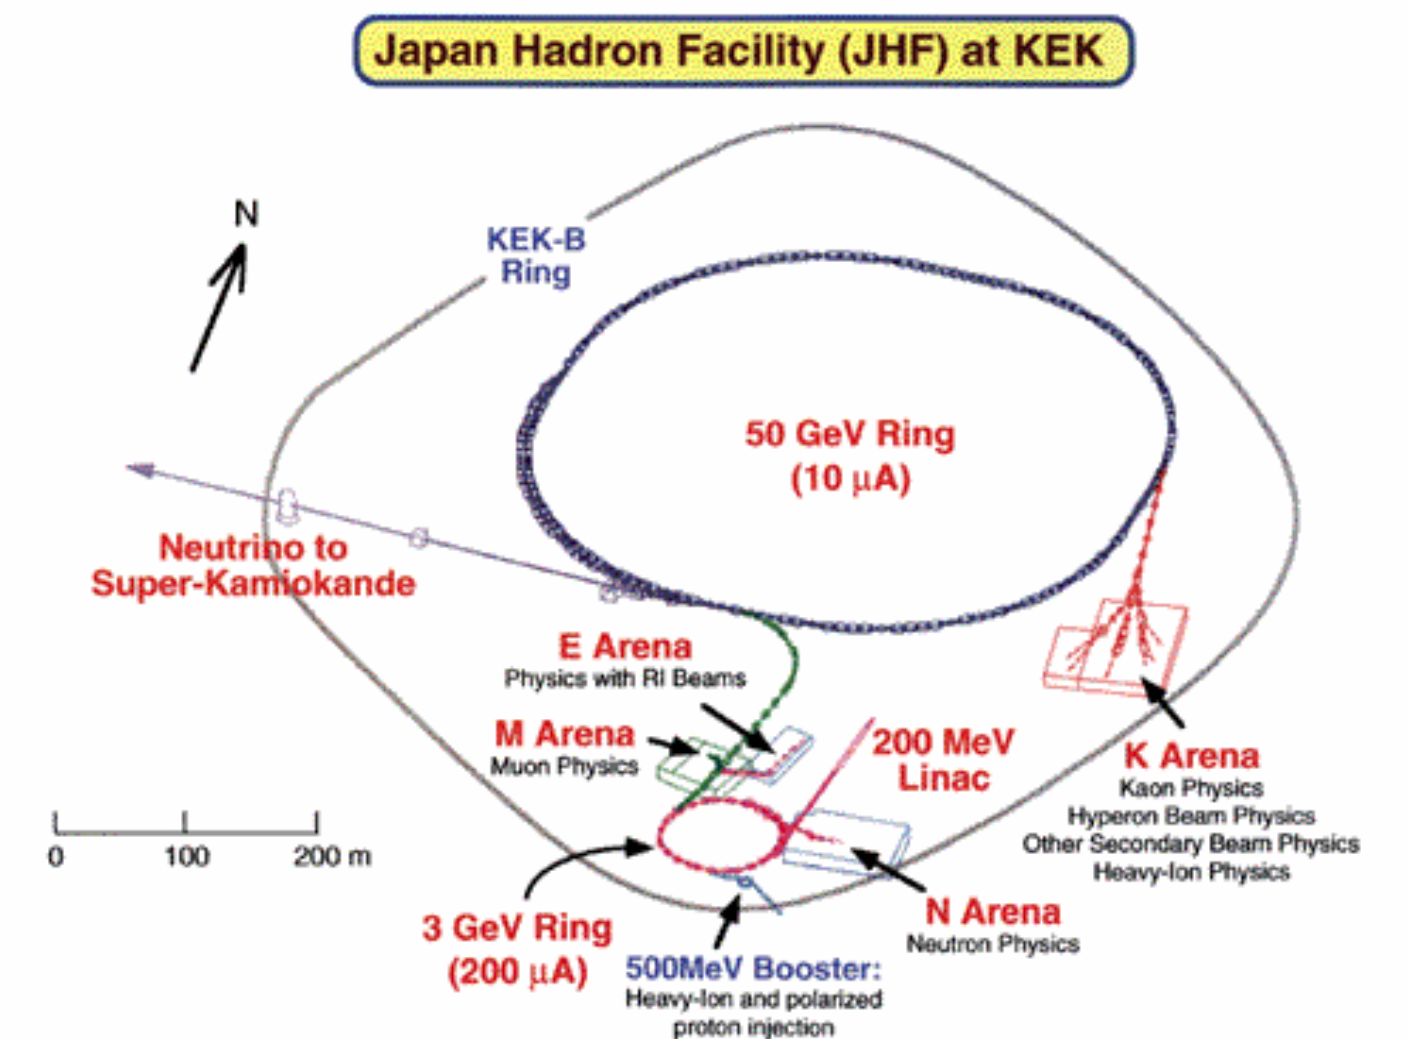 Japan Hadron Facility (JHF) at KEK
N
KEK-B
Ring
50 GeV Ring
(10 μA)
Neutrino to
Super-Kamiokande
E Arena
Physics with RI Beams
M Arena
Muon Physics
200 MeV
Linac
K Arena
Kaon Physics
Hyperon Beam Physics
Other Secondary Beam Physics
Heavy-Ion Physics
0 100 200 m
3 GeV Ring
(200 μA)
N Arena
Neutron Physics
500MeV Booster:
Heavy-Ion and polarized
proton injection